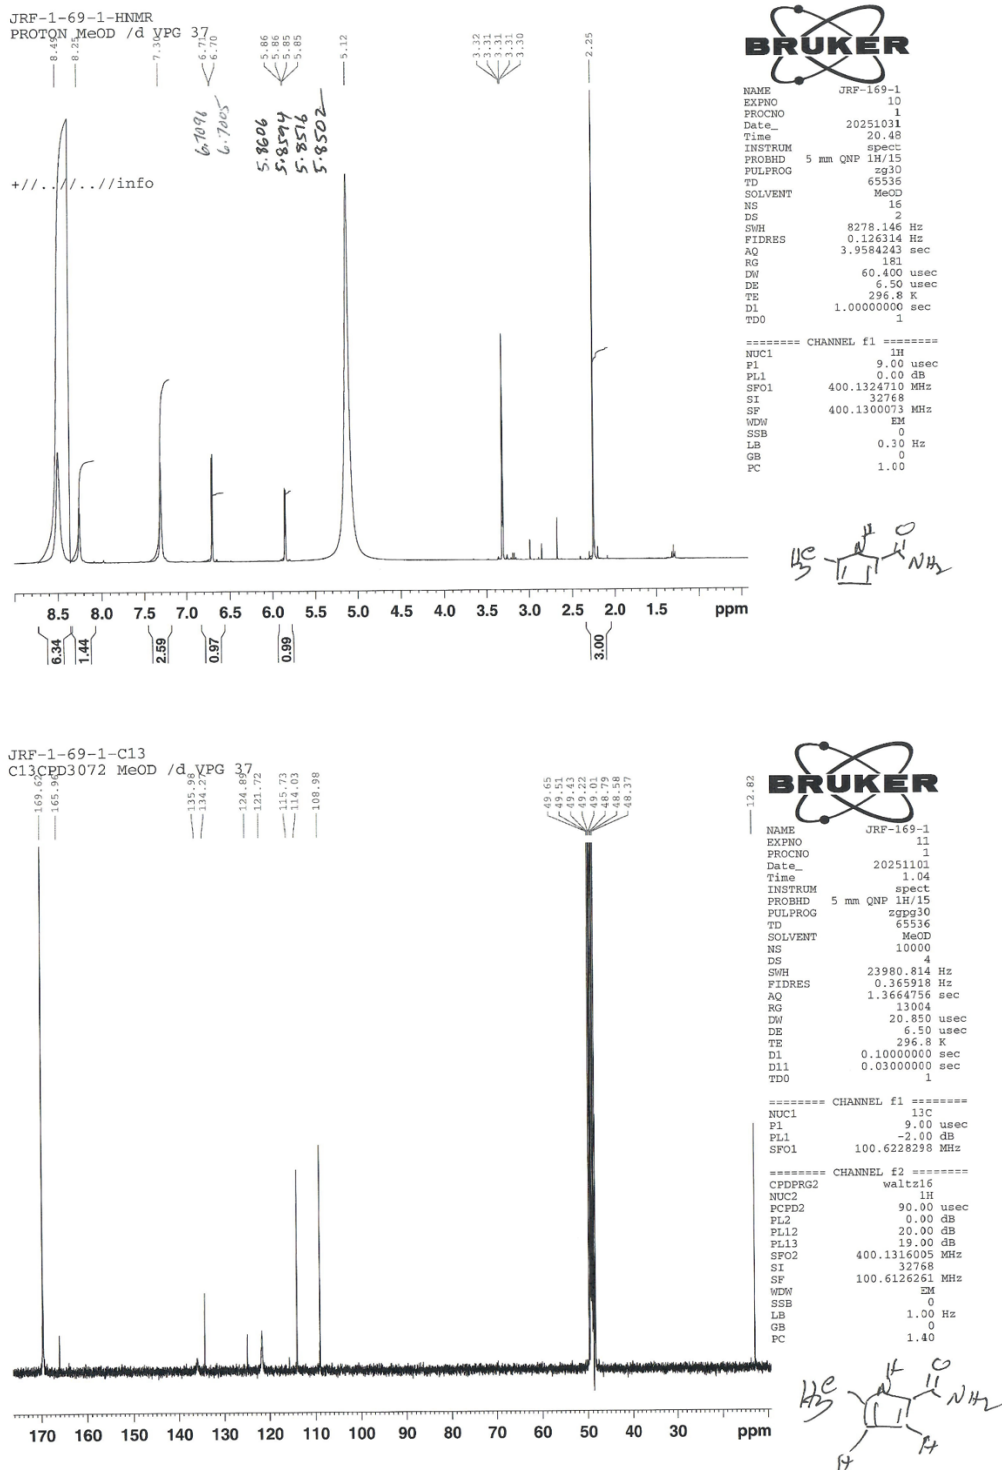 JRF-1-69-1-HNMR
PROTON MeOD /d VPG 37
8.49
8.25
7.30
6.71
6.70
5.86
5.86
5.85
5.85
5.12
3.32
3.31
3.31
3.31
3.30
2.25
6.7096
6.7005
5.8606
5.8594
5.8516
5.8502
+//..//..//info
BRUKER
NAME JRF-169-1
EXPNO 10
PROCNO 1
Date_ 20251031
Time 20.48
INSTRUM spect
PROBHD 5 mm QNP 1H/15
PULPROG zg30
TD 65536
SOLVENT MeOD
NS 16
DS 2
SWH 8278.146 Hz
FIDRES 0.126314 Hz
AQ 3.9584243 sec
RG 181
DW 60.400 usec
DE 6.50 usec
TE 296.8 K
D1 1.00000000 sec
TD0 1
======== CHANNEL f1 ========
NUC1 1H
P1 9.00 usec
PL1 0.00 dB
SFO1 400.1324710 MHz
SI 32768
SF 400.1300073 MHz
WDW EM
SSB 0
LB 0.30 Hz
GB 0
PC 1.00
H O
H3C N NH2
8.5 8.0 7.5 7.0 6.5 6.0 5.5 5.0 4.5 4.0 3.5 3.0 2.5 2.0 1.5 ppm
6.34
1.44
2.59
0.97
0.99
3.00
JRF-1-69-1-C13
C13CPD3072 MeOD /d VPG 37
169.62
165.96
135.98
134.27
124.89
121.72
115.73
114.03
108.98
49.65
49.51
49.43
49.22
49.01
48.79
48.58
48.37
12.82
BRUKER
NAME JRF-169-1
EXPNO 11
PROCNO 1
Date_ 20251101
Time 1.04
INSTRUM spect
PROBHD 5 mm QNP 1H/15
PULPROG zgpg30
TD 65536
SOLVENT MeOD
NS 10000
DS 4
SWH 23980.814 Hz
FIDRES 0.365918 Hz
AQ 1.3664756 sec
RG 13004
DW 20.850 usec
DE 6.50 usec
TE 296.8 K
D1 0.10000000 sec
D11 0.03000000 sec
TD0 1
======== CHANNEL f1 ========
NUC1 13C
P1 9.00 usec
PL1 -2.00 dB
SFO1 100.6228298 MHz
======== CHANNEL f2 ========
CPDPRG2 waltz16
NUC2 1H
PCPD2 90.00 usec
PL2 0.00 dB
PL12 20.00 dB
PL13 19.00 dB
SFO2 400.1316005 MHz
SI 32768
SF 100.6126261 MHz
WDW EM
SSB 0
LB 1.00 Hz
GB 0
PC 1.40
H O
H3C N NH2
H H
170 160 150 140 130 120 110 100 90 80 70 60 50 40 30 ppm